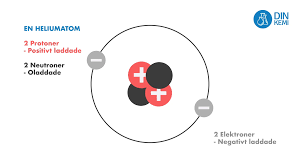 DIN
KEMI
EN HELIUMATOM
2 Protoner
- Positivt laddade
2 Neutroner
- Oladdade
2 Elektroner
- Negativt laddade